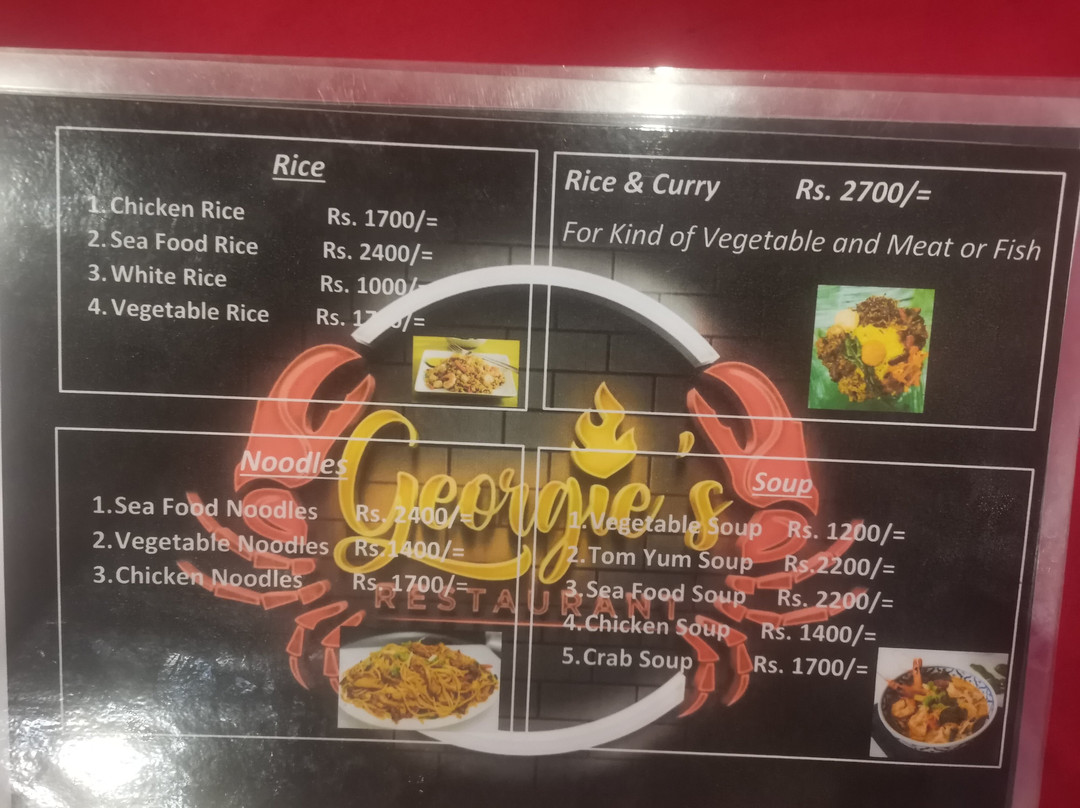 Rice
1. Chicken Rice Rs. 1700/=
2. Sea Food Rice Rs. 2400/=
3. White Rice Rs. 1000/=
4. Vegetable Rice Rs.
Rice & Curry Rs. 2700/=
For Kind of Vegetable and Meat or Fish
Georgie's
RESTAURANT
Noodles
1.Sea Food Noodles Rs. 2400/=
2.Vegetable Noodles Rs.1400/=
3.Chicken Noodles Rs. 1700/=
Soup
1.Vegetable Soup Rs. 1200/=
2.Tom Yum Soup Rs.2200/=
3.Sea Food Soup Rs. 2200/=
4.Chicken Soup Rs. 1400/=
5.Crab Soup Rs. 1700/=